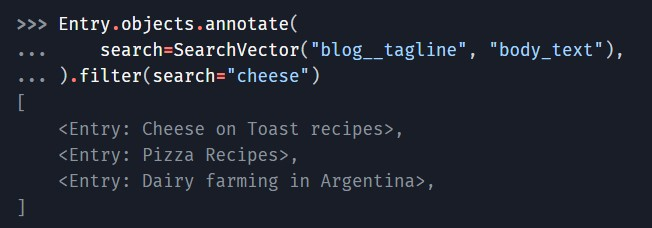 >>> Entry.objects.annotate(
...     search=SearchVector("blog__tagline", "body_text"),
... ).filter(search="cheese")
[
    <Entry: Cheese on Toast recipes>,
    <Entry: Pizza Recipes>,
    <Entry: Dairy farming in Argentina>,
]